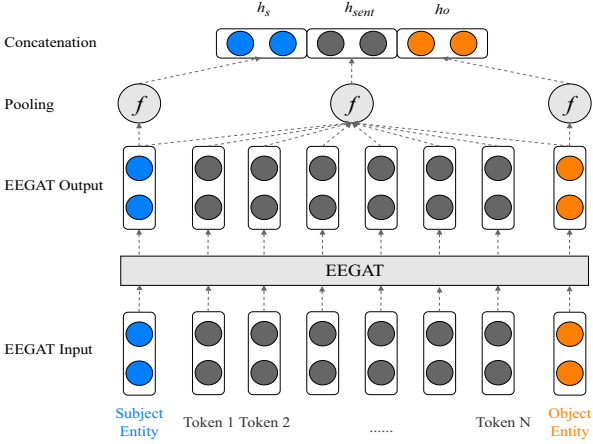 h_s h_sent h_o
Concatenation
Pooling f f f
EEGAT Output
EEGAT
EEGAT Input
Subject Entity Token 1 Token 2 ...... Token N Object Entity